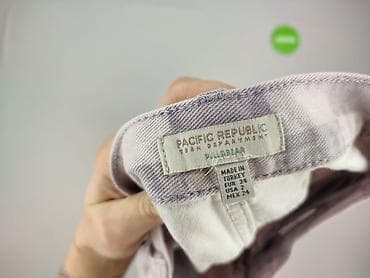 PACIFIC REPUBLIC
TEEN DEPARTMENT
PULL&BEAR
MADE IN
TURKEY
EUR 34
USA 2
MEX 24